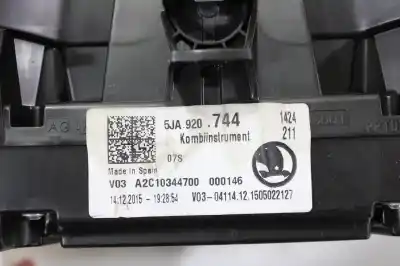 5JA.920.744 1424
Kombiinstrument 211
07S
Made in Spain
V03 A2C10344700 000146
14.12.2015 - 19:28:54 V03-04114.12.1505022127
AG